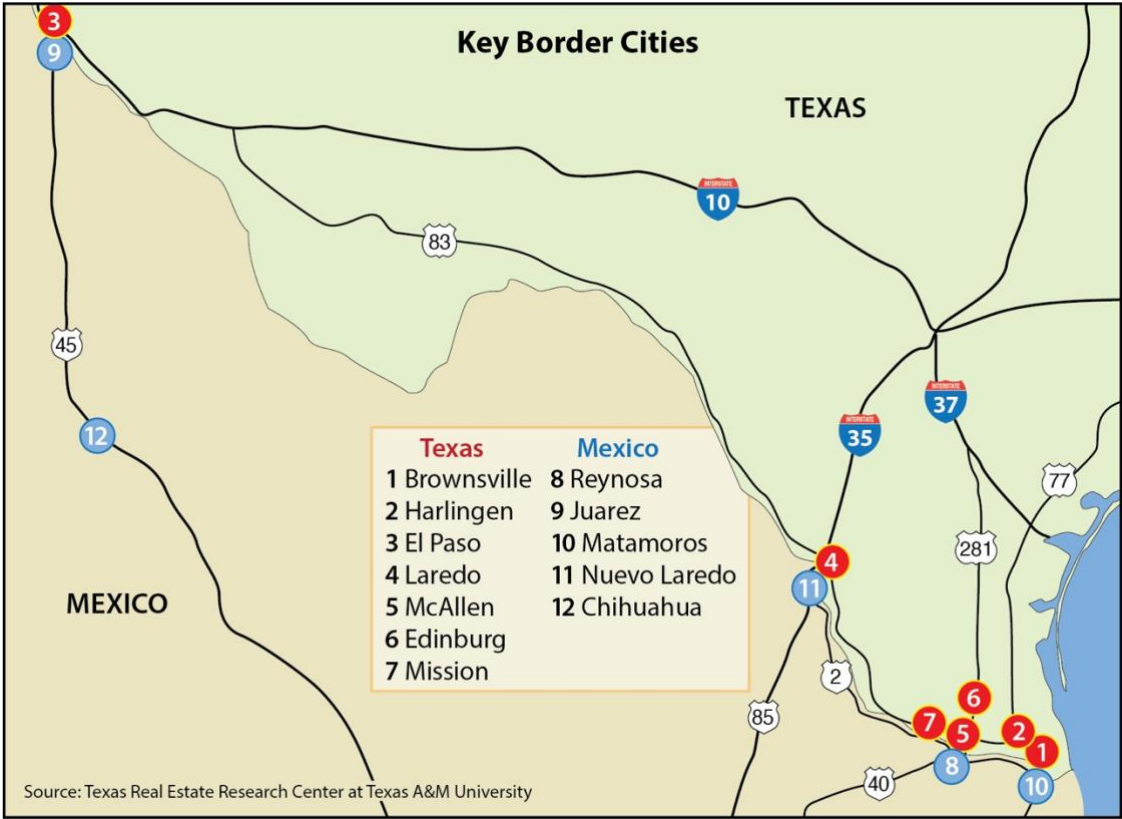 Key Border Cities
3
9
TEXAS
INTERSTATE
10
83
45
INTERSTATE
37
12
INTERSTATE
35
Texas Mexico
1 Brownsville 8 Reynosa
2 Harlingen 9 Juarez
3 El Paso 10 Matamoros
4 Laredo 11 Nuevo Laredo
5 McAllen 12 Chihuahua
6 Edinburg
7 Mission
77
281
4
11
MEXICO
2
85
6
7
5
2
1
8
40
10
Source: Texas Real Estate Research Center at Texas A&M University